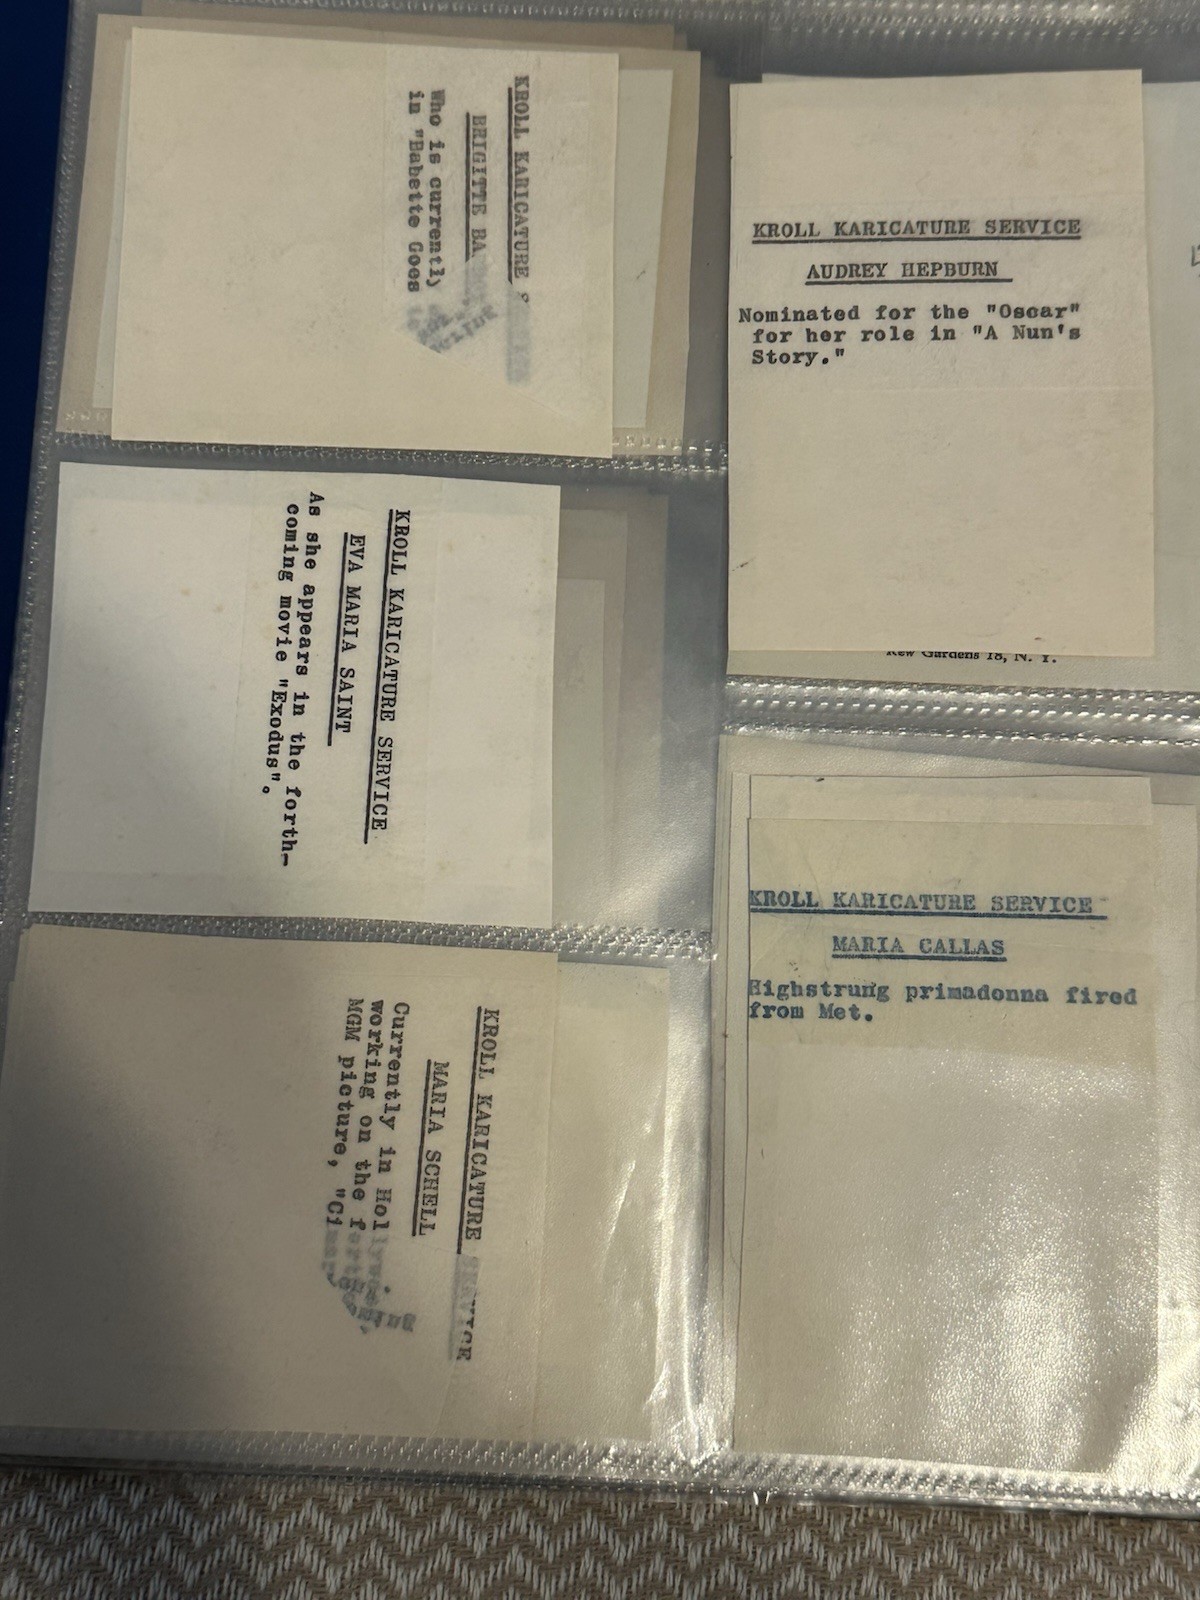 KROLL KARICATURE
BRIGITTE
Who is currently
in "Babette Goes
KROLL KARICATURE SERVICE
AUDREY HEPBURN
Nominated for the "Oscar"
for her role in "A Nun's
Story."
Kew Gardens 18, N. Y.
KROLL KARICATURE SERVICE
EVA MARIA SAINT
As she appears in the forth-
coming movie "Exodus".
KROLL KARICATURE SERVICE
MARIA CALLAS
Highstrung primadonna fired
from Met.
KROLL KARICATURE SERVICE
MARIA SCHELL
Currently in
working on the
MGM picture,